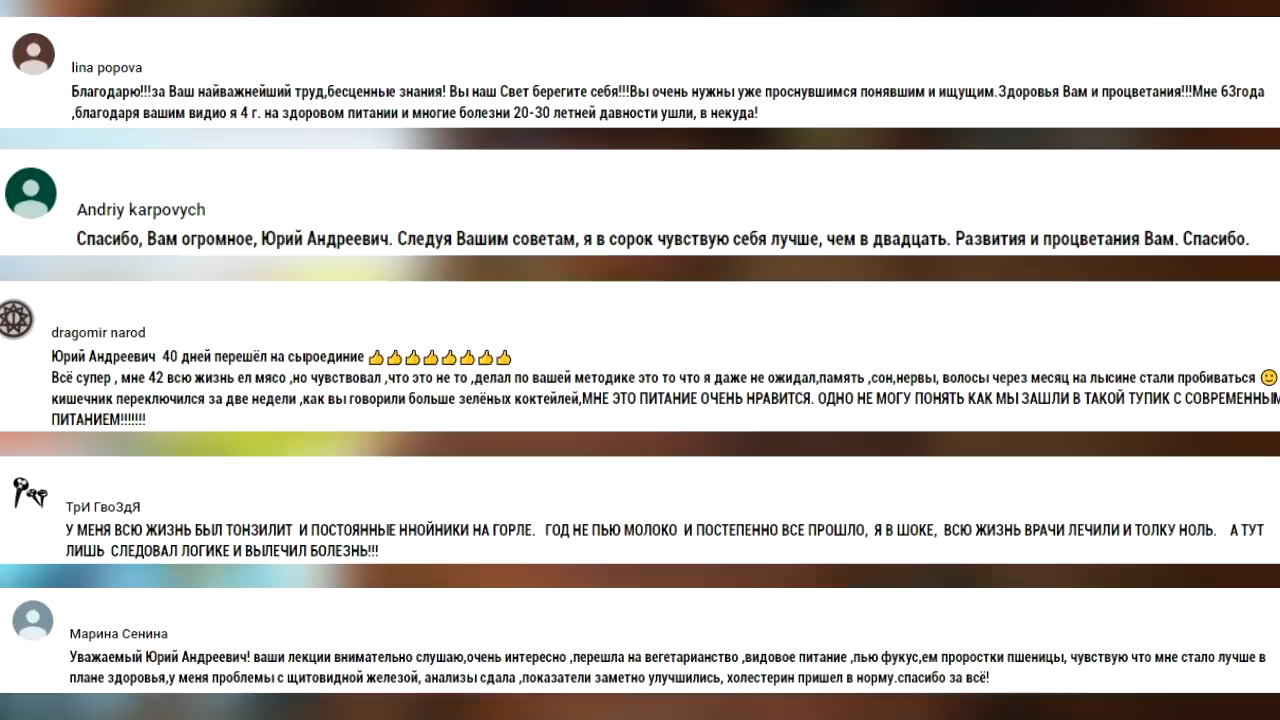 lina popova
Благодарю!!!за Ваш найважнейший труд,бесценные знания! Вы наш Свет берегите себя!!!Вы очень нужны уже проснувшимся понявшим и ищущим.Здоровья Вам и процветания!!!Мне 63года
,благодаря вашим видио я 4 г. на здоровом питании и многие болезни 20-30 летней давности ушли, в некуда!
Andriy karpovych
Спасибо, Вам огромное, Юрий Андреевич. Следуя Вашим советам, я в сорок чувствую себя лучше, чем в двадцать. Развития и процветания Вам. Спасибо.
dragomir narod
Юрий Андреевич 40 дней перешёл на сыроединие 👍👍👍👍👍👍👍👍
Всё супер , мне 42 всю жизнь ел мясо ,но чувствовал ,что это не то ,делал по вашей методике это то что я даже не ожидал,память ,сон,нервы, волосы через месяц на лысине стали пробиваться 🙂
кишечник переключился за две недели ,как вы говорили больше зелёных коктейлей,МНЕ ЭТО ПИТАНИЕ ОЧЕНЬ НРАВИТСЯ. ОДНО НЕ МОГУ ПОНЯТЬ КАК МЫ ЗАШЛИ В ТАКОЙ ТУПИК С СОВРЕМЕННЫМ
ПИТАНИЕМ!!!!!!!
ТрИ ГвоЗдЯ
У МЕНЯ ВСЮ ЖИЗНЬ БЫЛ ТОНЗИЛИТ И ПОСТОЯННЫЕ ННОЙНИКИ НА ГОРЛЕ. ГОД НЕ ПЬЮ МОЛОКО И ПОСТЕПЕННО ВСЕ ПРОШЛО, Я В ШОКЕ, ВСЮ ЖИЗНЬ ВРАЧИ ЛЕЧИЛИ И ТОЛКУ НОЛЬ. А ТУТ
ЛИШЬ СЛЕДОВАЛ ЛОГИКЕ И ВЫЛЕЧИЛ БОЛЕЗНЬ!!!
Марина Сенина
Уважаемый Юрий Андреевич! ваши лекции внимательно слушаю,очень интересно ,перешла на вегетарианство ,видовое питание ,пью фукус,ем проростки пшеницы, чувствую что мне стало лучше в
плане здоровья,у меня проблемы с щитовидной железой, анализы сдала ,показатели заметно улучшились, холестерин пришел в норму.спасибо за всё!